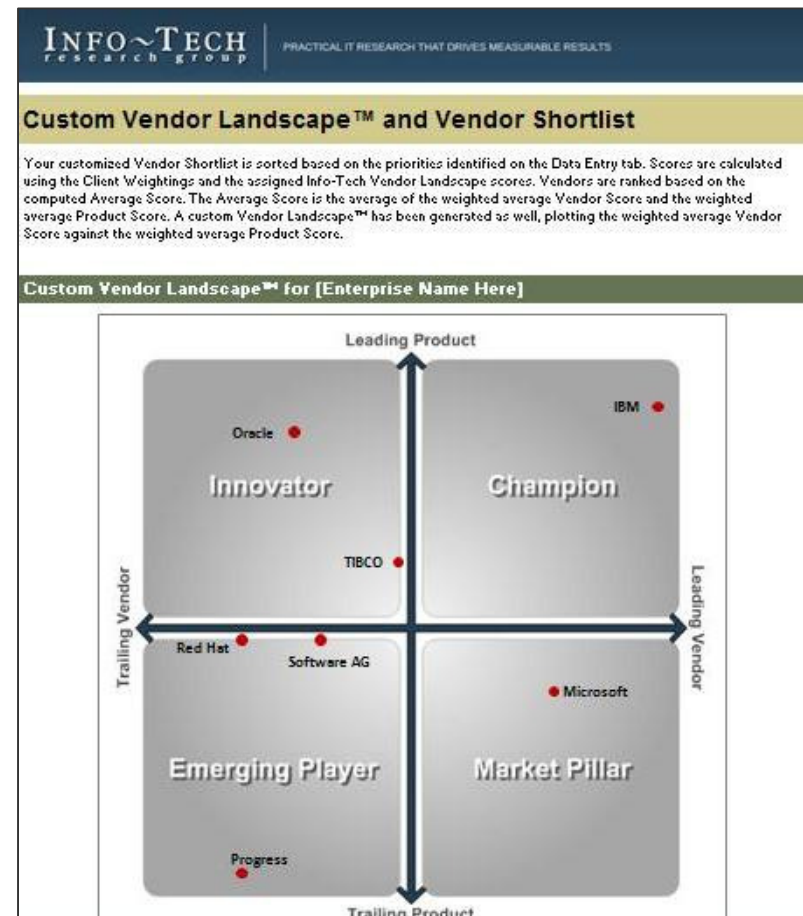 INFO~TECH
research group
PRACTICAL IT RESEARCH THAT DRIVES MEASURABLE RESULTS
Custom Vendor Landscape™ and Vendor Shortlist
Your customized Vendor Shortlist is sorted based on the priorities identified on the Data Entry tab. Scores are calculated
using the Client Weightings and the assigned Info-Tech Vendor Landscape scores. Vendors are ranked based on the
computed Average Score. The Average Score is the average of the weighted average Vendor Score and the weighted
average Product Score. A custom Vendor Landscape™ has been generated as well, plotting the weighted average Vendor
Score against the weighted average Product Score.
Custom Vendor Landscape™ for [Enterprise Name Here]
Leading Product
IBM
Oracle
Innovator
Champion
TIBCO
Trailing Vendor
Leading Vendor
Red Hat
Software AG
Microsoft
Emerging Player
Market Pillar
Progress
Trailing Product